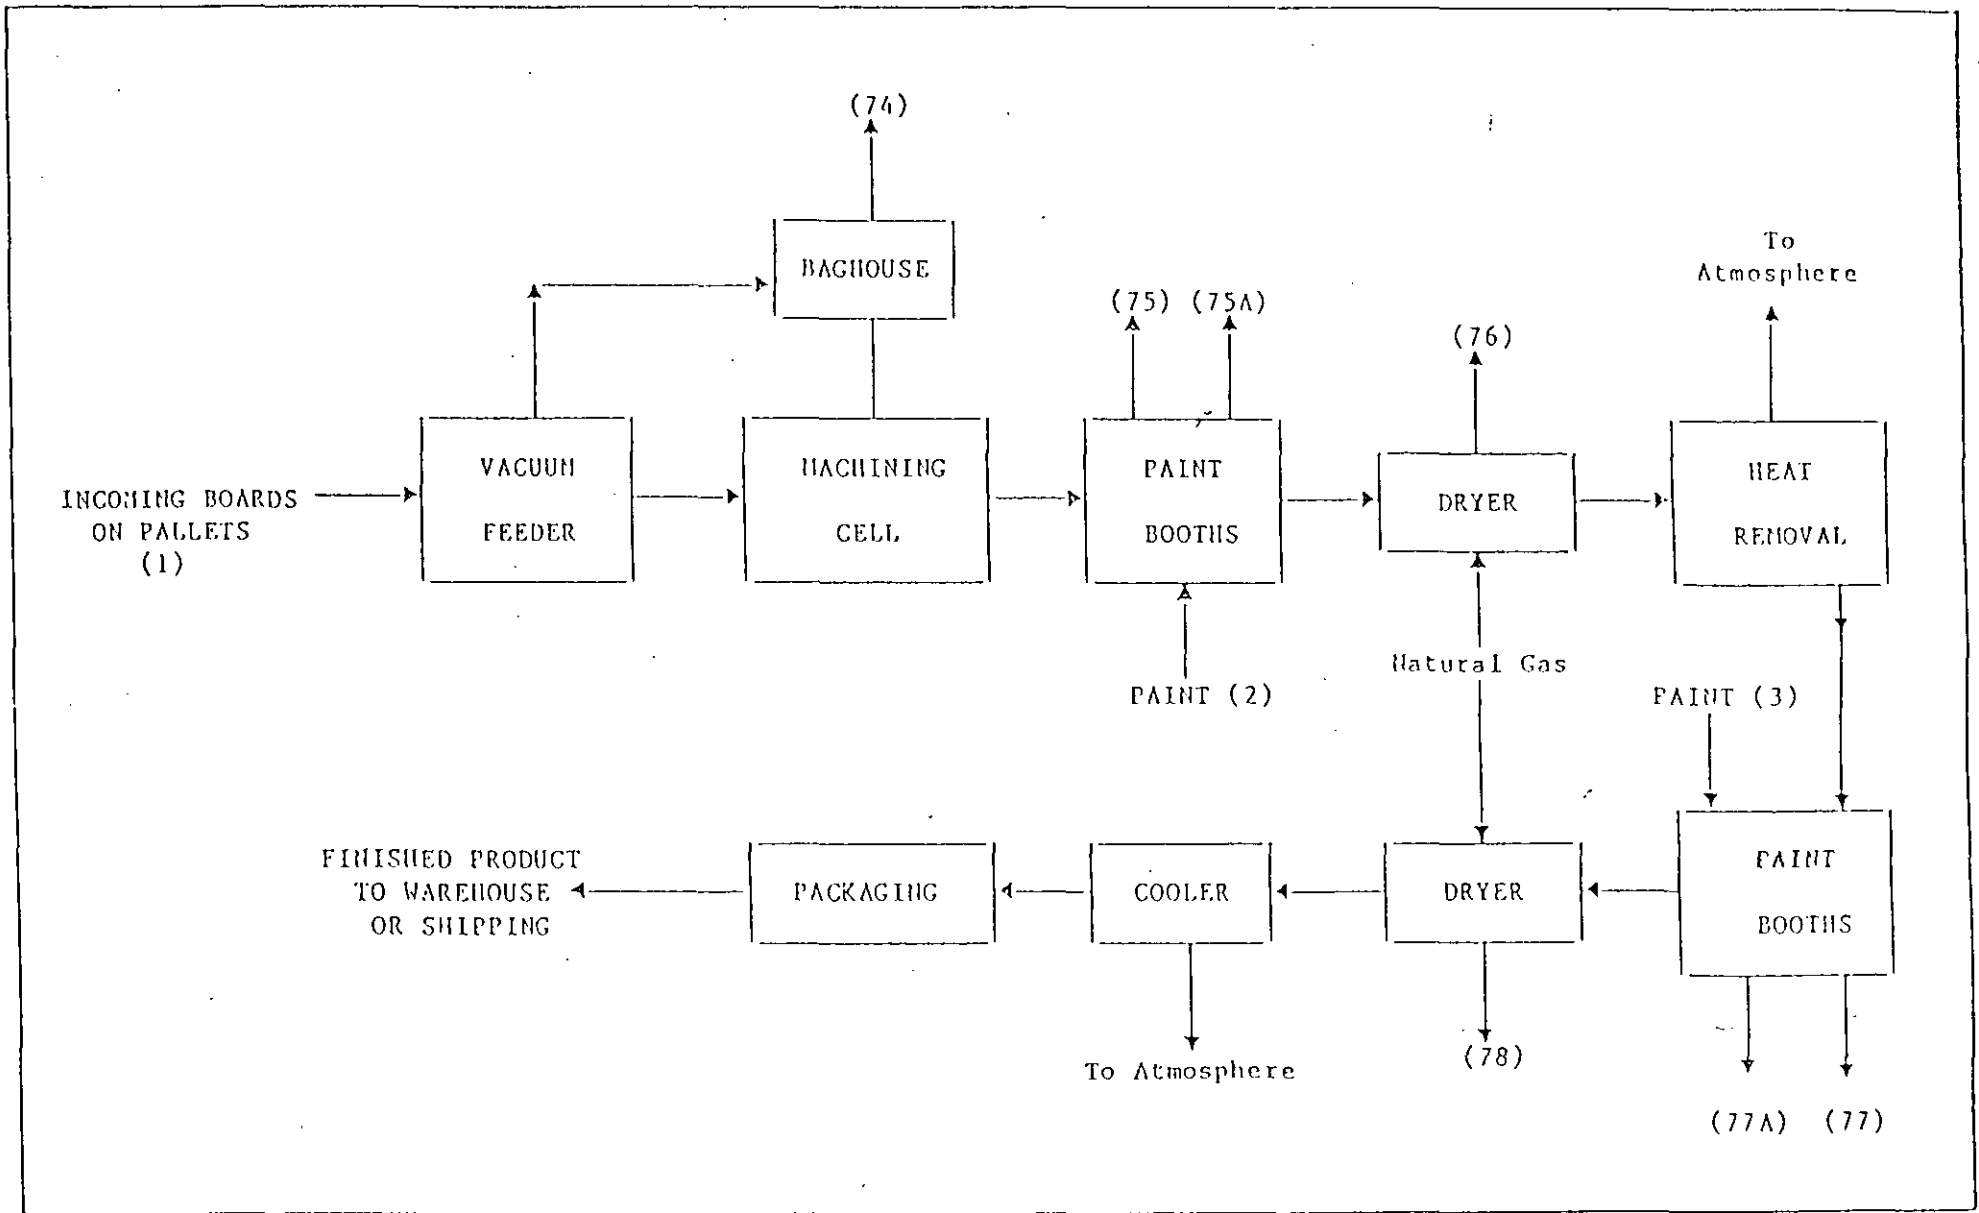 (74)
BAGHOUSE
To
Atmosphere
(75) (75A)
(76)
INCOMING BOARDS
ON PALLETS
(1)
VACUUM
FEEDER
MACHINING
CELL
PAINT
BOOTHS
DRYER
HEAT
REMOVAL
Natural Gas
PAINT (2)
PAINT (3)
FINISHED PRODUCT
TO WAREHOUSE
OR SHIPPING
PACKAGING
COOLER
DRYER
PAINT
BOOTHS
To Atmosphere
(78)
(77A) (77)